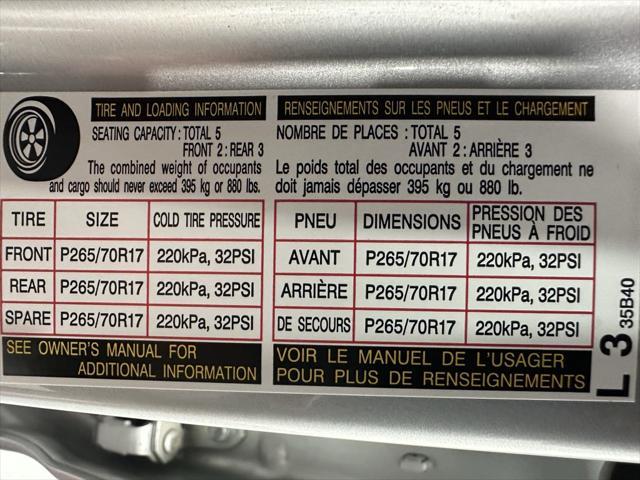 TIRE AND LOADING INFORMATION
SEATING CAPACITY: TOTAL 5
FRONT 2: REAR 3
The combined weight of occupants
and cargo should never exceed 395 kg or 880 lbs.
TIRE SIZE COLD TIRE PRESSURE
FRONT P265/70R17 220kPa, 32PSI
REAR P265/70R17 220kPa, 32PSI
SPARE P265/70R17 220kPa, 32PSI
SEE OWNER'S MANUAL FOR
ADDITIONAL INFORMATION
RENSEIGNEMENTS SUR LES PNEUS ET LE CHARGEMENT
NOMBRE DE PLACES : TOTAL 5
AVANT 2 : ARRIÈRE 3
Le poids total des occupants et du chargement ne
doit jamais dépasser 395 kg ou 880 lb.
PNEU DIMENSIONS PRESSION DES
PNEUS À FROID
AVANT P265/70R17 220kPa, 32PSI
ARRIÈRE P265/70R17 220kPa, 32PSI
DE SECOURS P265/70R17 220kPa, 32PSI
VOIR LE MANUEL DE L'USAGER
POUR PLUS DE RENSEIGNEMENTS
L 3 35B40